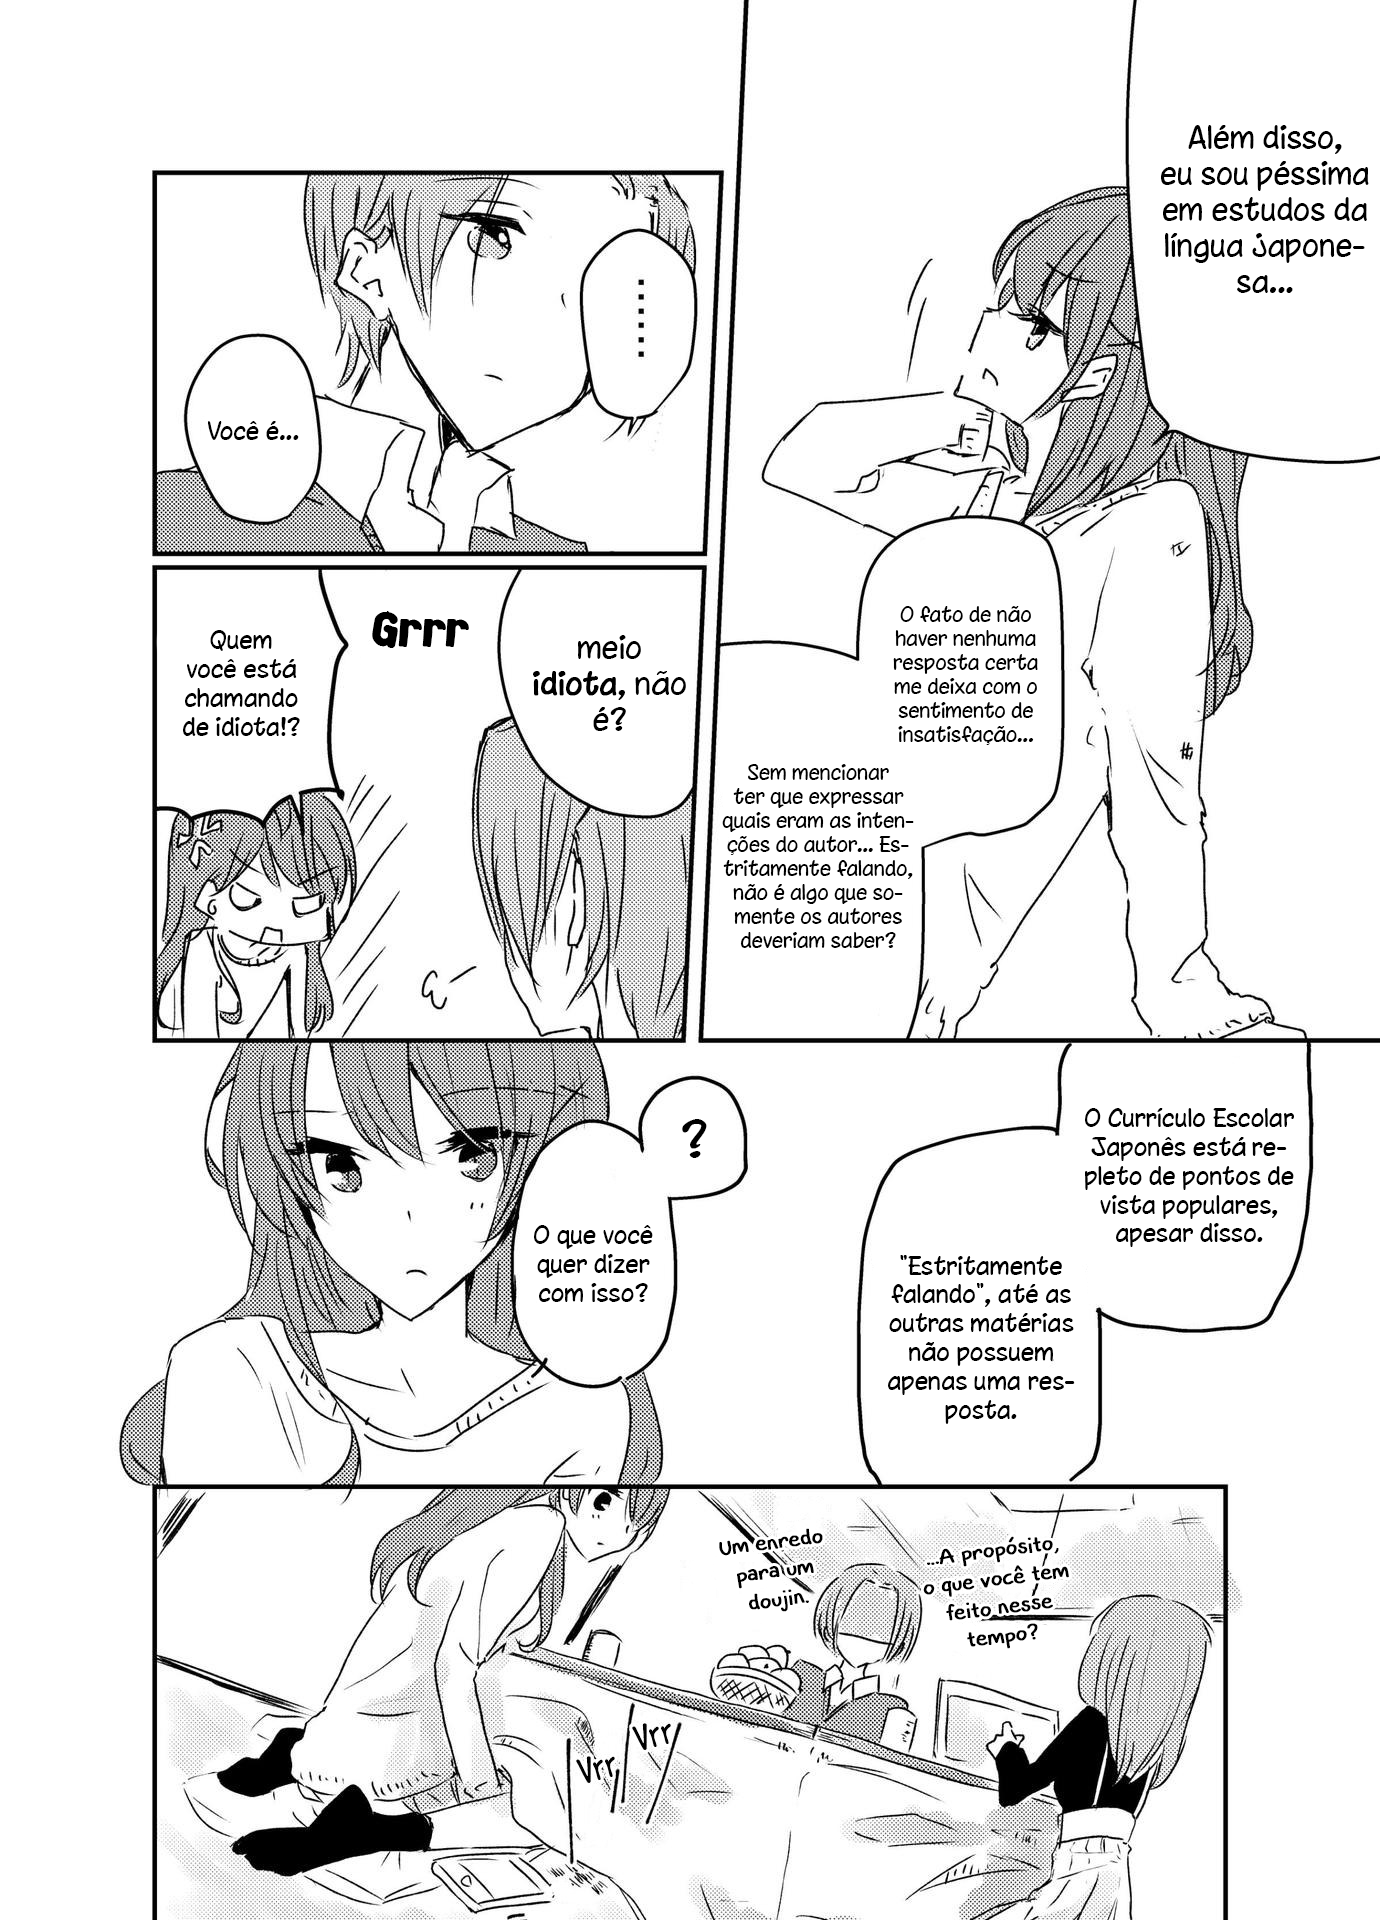 Além disso,
eu sou péssima
em estudos da
língua japone-
sa...
O fato de não
haver nenhuma
resposta certa
me deixa com o
sentimento de
insatisfação...
Sem mencionar
ter que expressar
quais eram as inten-
ções do autor... Es-
tritamente falando,
não é algo que so-
mente os autores
deveriam saber?
.......
Você é...
meio
idiota, não
é?
Grrr
Quem
você está
chamando
de idiota!?
O Currículo Escolar
Japonês está re-
pleto de pontos de
vista populares,
apesar disso.
"Estritamente
falando", até as
outras matérias
não possuem
apenas uma res-
posta.
?
O que você
quer dizer
com isso?
...A propósito,
o que você tem
feito nesse
tempo?
Um enredo
para um
doujin.
Vrr
Vrr